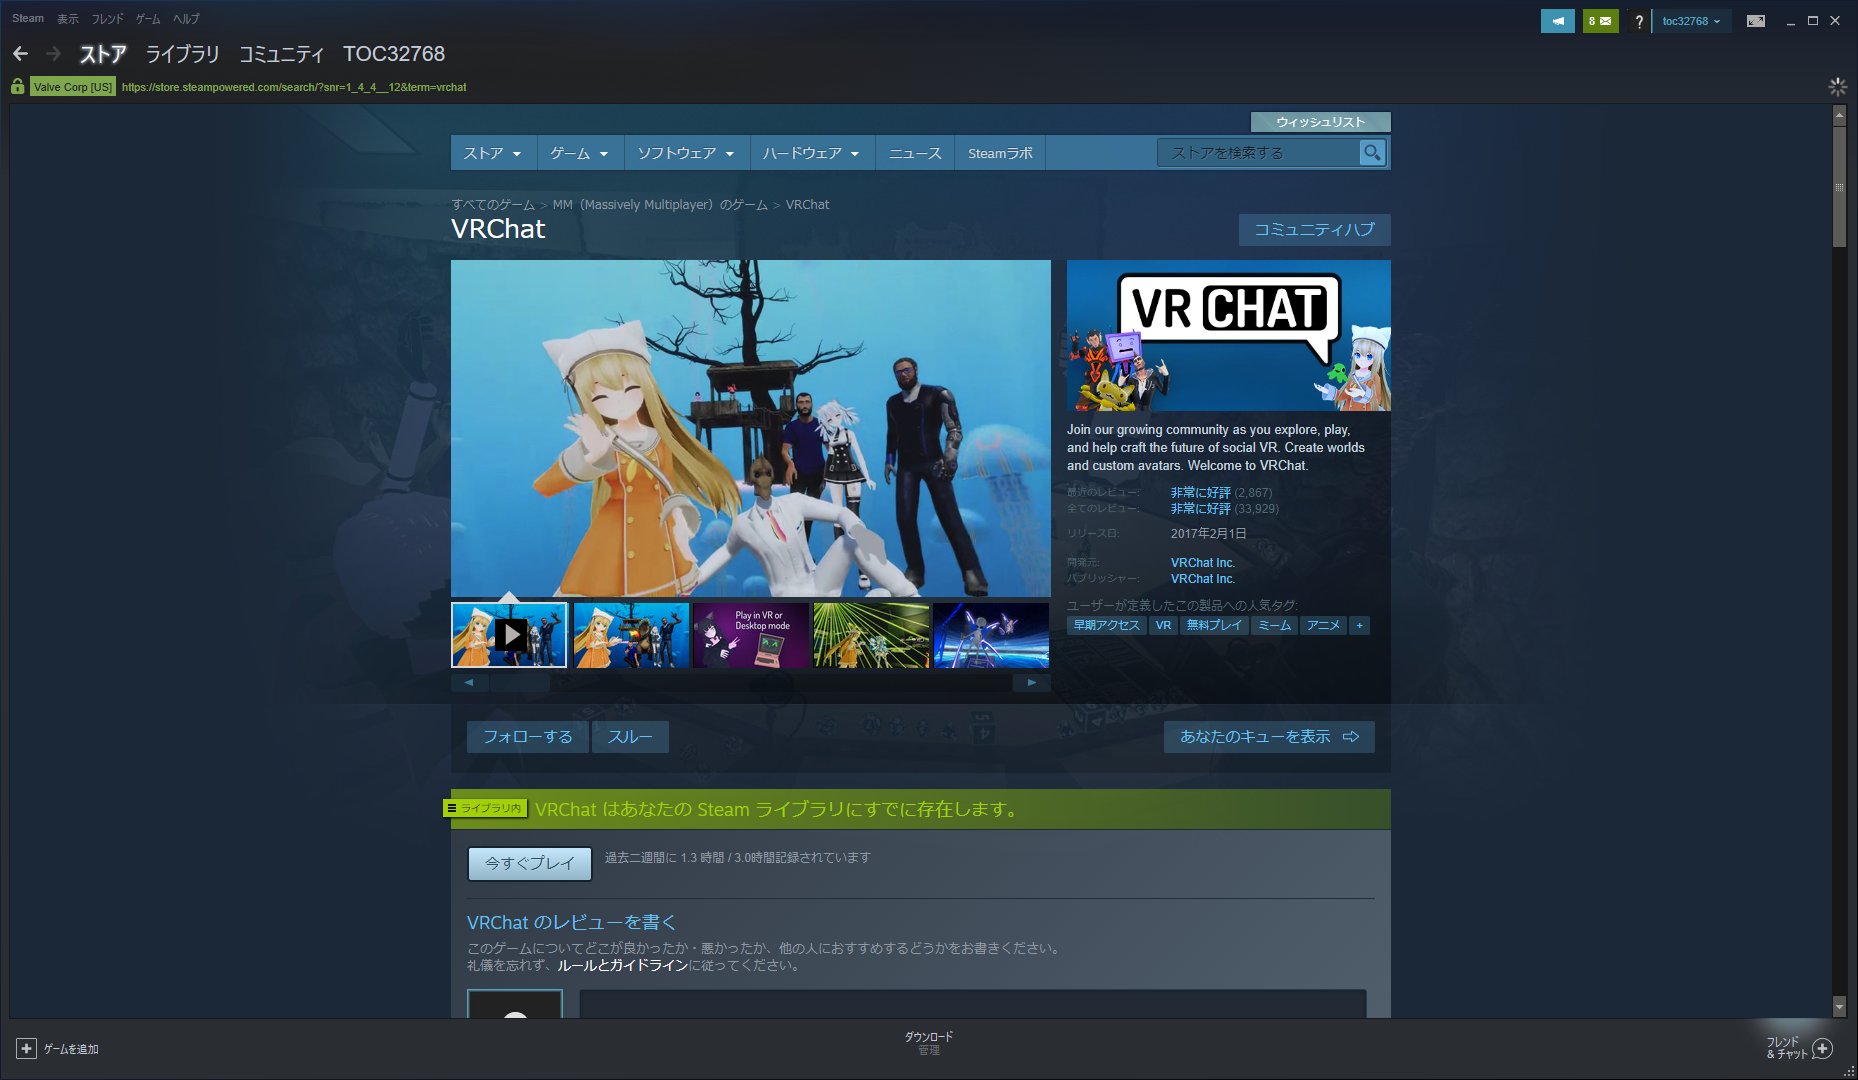 Steam 表示 フレンド ゲーム ヘルプ
8 ? toc32768
ストア ライブラリ コミュニティ TOC32768
Valve Corp [US] https://store.steampowered.com/search/?snr=1_4_4__12&term=vrchat
ウィッシュリスト
ストア ゲーム ソフトウェア ハードウェア ニュース Steamラボ ストアを検索する
すべてのゲーム > MM（Massively Multiplayer）のゲーム > VRChat
VRChat
コミュニティハブ
VR CHAT
Join our growing community as you explore, play,
and help craft the future of social VR. Create worlds
and custom avatars. Welcome to VRChat.
最近のレビュー: 非常に好評 (2,867)
全てのレビュー: 非常に好評 (33,929)
リリース日: 2017年2月1日
開発元: VRChat Inc.
パブリッシャー: VRChat Inc.
ユーザーが定義したこの製品への人気タグ:
早期アクセス VR 無料プレイ ミーム アニメ +
Play in VR or
Desktop mode
フォローする スルー あなたのキューを表示 ⇨
ライブラリ内 VRChat はあなたの Steam ライブラリにすでに存在します。
今すぐプレイ 過去二週間に 1.3 時間 / 3.0時間記録されています
VRChat のレビューを書く
このゲームについてどこが良かったか・悪かったか、他の人におすすめするどうかをお書きください。
礼儀を忘れず、ルールとガイドラインに従ってください。
ゲームを追加
ダウンロード
管理
フレンド
& チャット